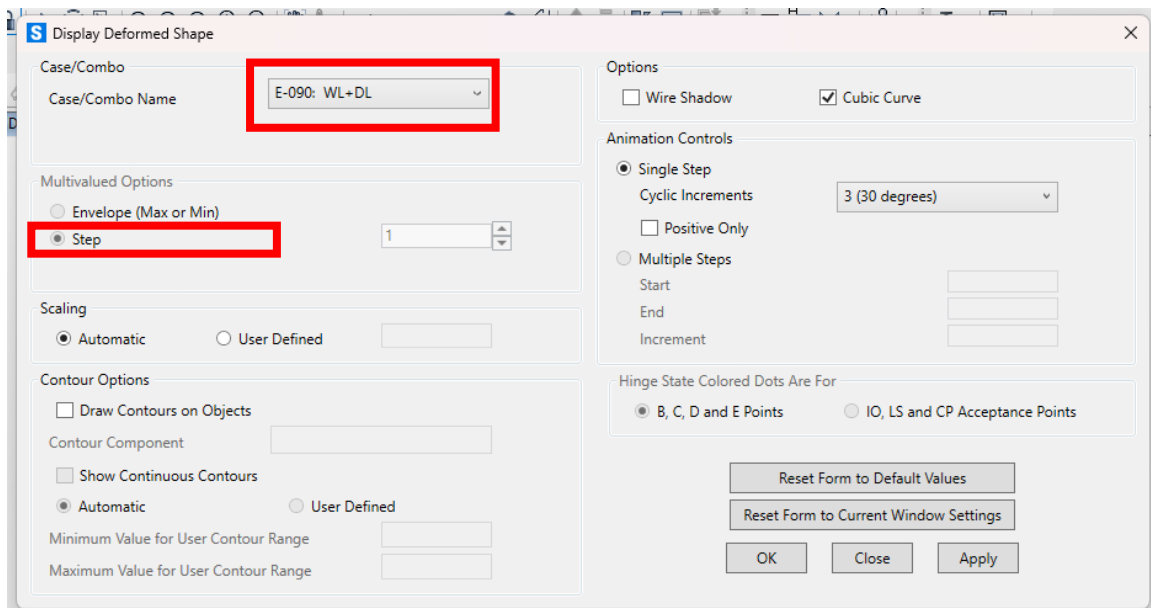 S Display Deformed Shape
Case/Combo
Case/Combo Name
E-090: WL+DL
Multivalued Options
Envelope (Max or Min)
Step
1
Scaling
Automatic
User Defined
Contour Options
Draw Contours on Objects
Contour Component
Show Continuous Contours
Automatic
User Defined
Minimum Value for User Contour Range
Maximum Value for User Contour Range
Options
Wire Shadow
Cubic Curve
Animation Controls
Single Step
Cyclic Increments
3 (30 degrees)
Positive Only
Multiple Steps
Start
End
Increment
Hinge State Colored Dots Are For
B, C, D and E Points
IO, LS and CP Acceptance Points
Reset Form to Default Values
Reset Form to Current Window Settings
OK
Close
Apply